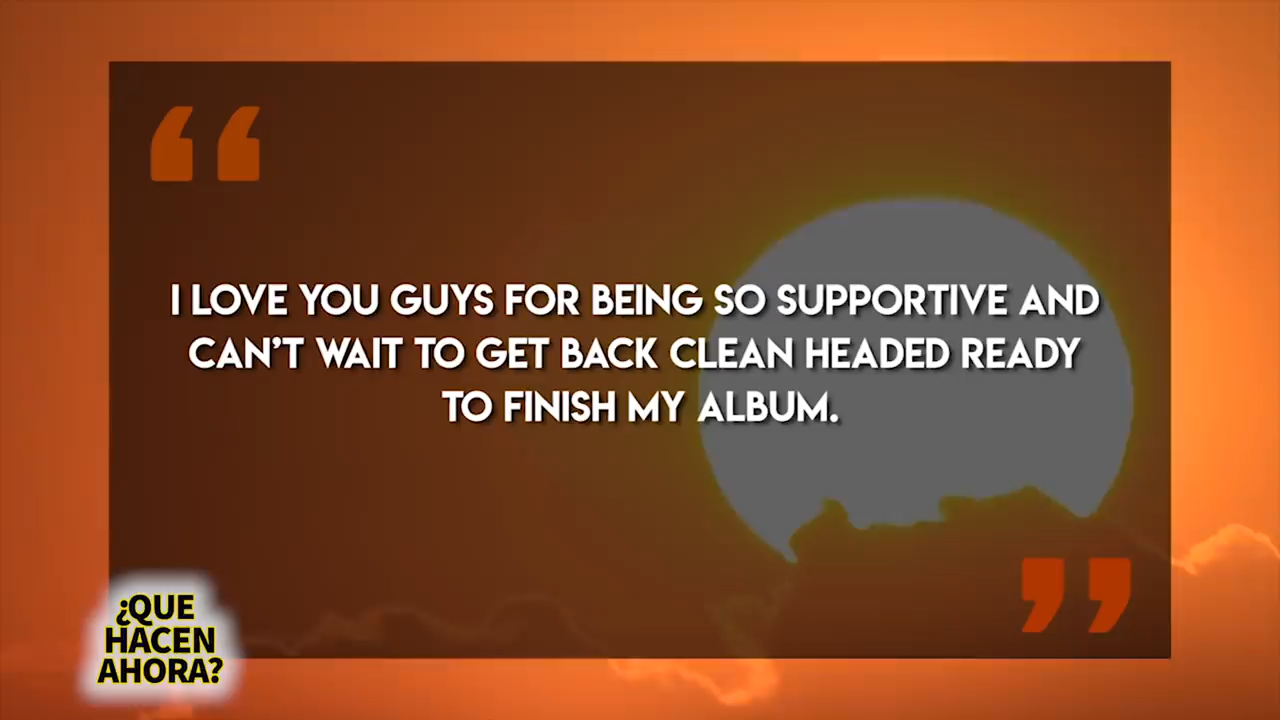 I LOVE YOU GUYS FOR BEING SO SUPPORTIVE AND
CAN'T WAIT TO GET BACK CLEAN HEADED READY
TO FINISH MY ALBUM.
¿QUE
HACEN
AHORA?